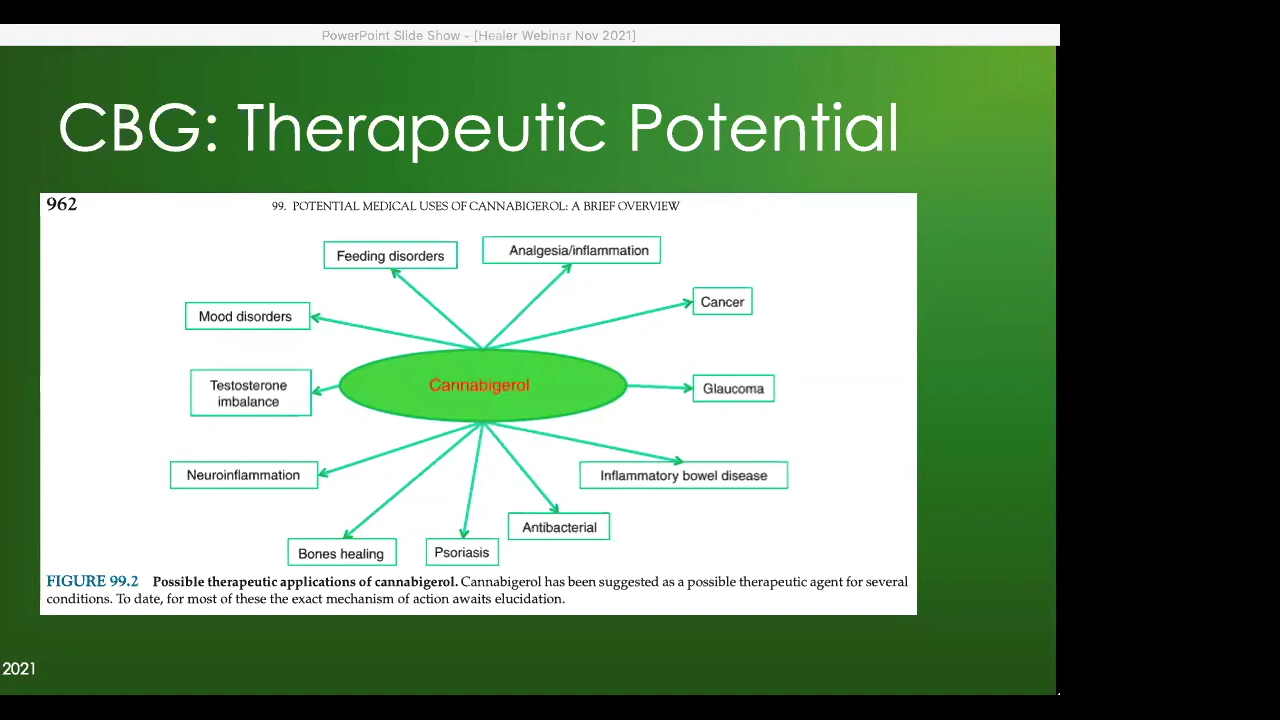 PowerPoint Slide Show - [Healer Webinar Nov 2021]
CBG: Therapeutic Potential
962
99. POTENTIAL MEDICAL USES OF CANNABIGEROL: A BRIEF OVERVIEW
Feeding disorders
Analgesia/inflammation
Mood disorders
Cancer
Testosterone
imbalance
Cannabigerol
Glaucoma
Neuroinflammation
Inflammatory bowel disease
Bones healing
Psoriasis
Antibacterial
FIGURE 99.2 Possible therapeutic applications of cannabigerol. Cannabigerol has been suggested as a possible therapeutic agent for several
conditions. To date, for most of these the exact mechanism of action awaits elucidation.
2021